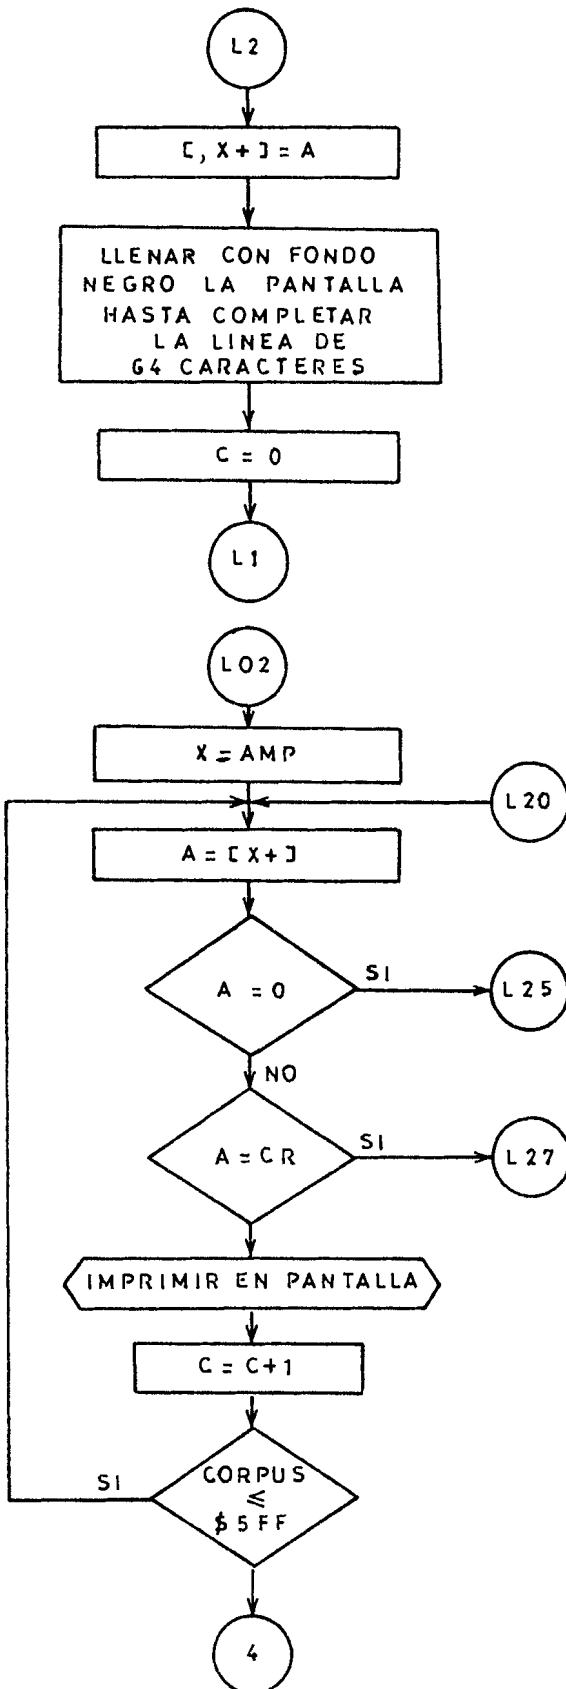 L2
[, X+] = A
LLENAR CON FONDO
NEGRO LA PANTALLA
HASTA COMPLETAR
LA LINEA DE
64 CARACTERES
C = 0
L1
L02
X = AMP
L20
A = [X+]
A = 0
SI
L25
NO
A = CR
SI
L27
IMPRIMIR EN PANTALLA
C = C+1
SI
CORPUS
≤
$5FF
4